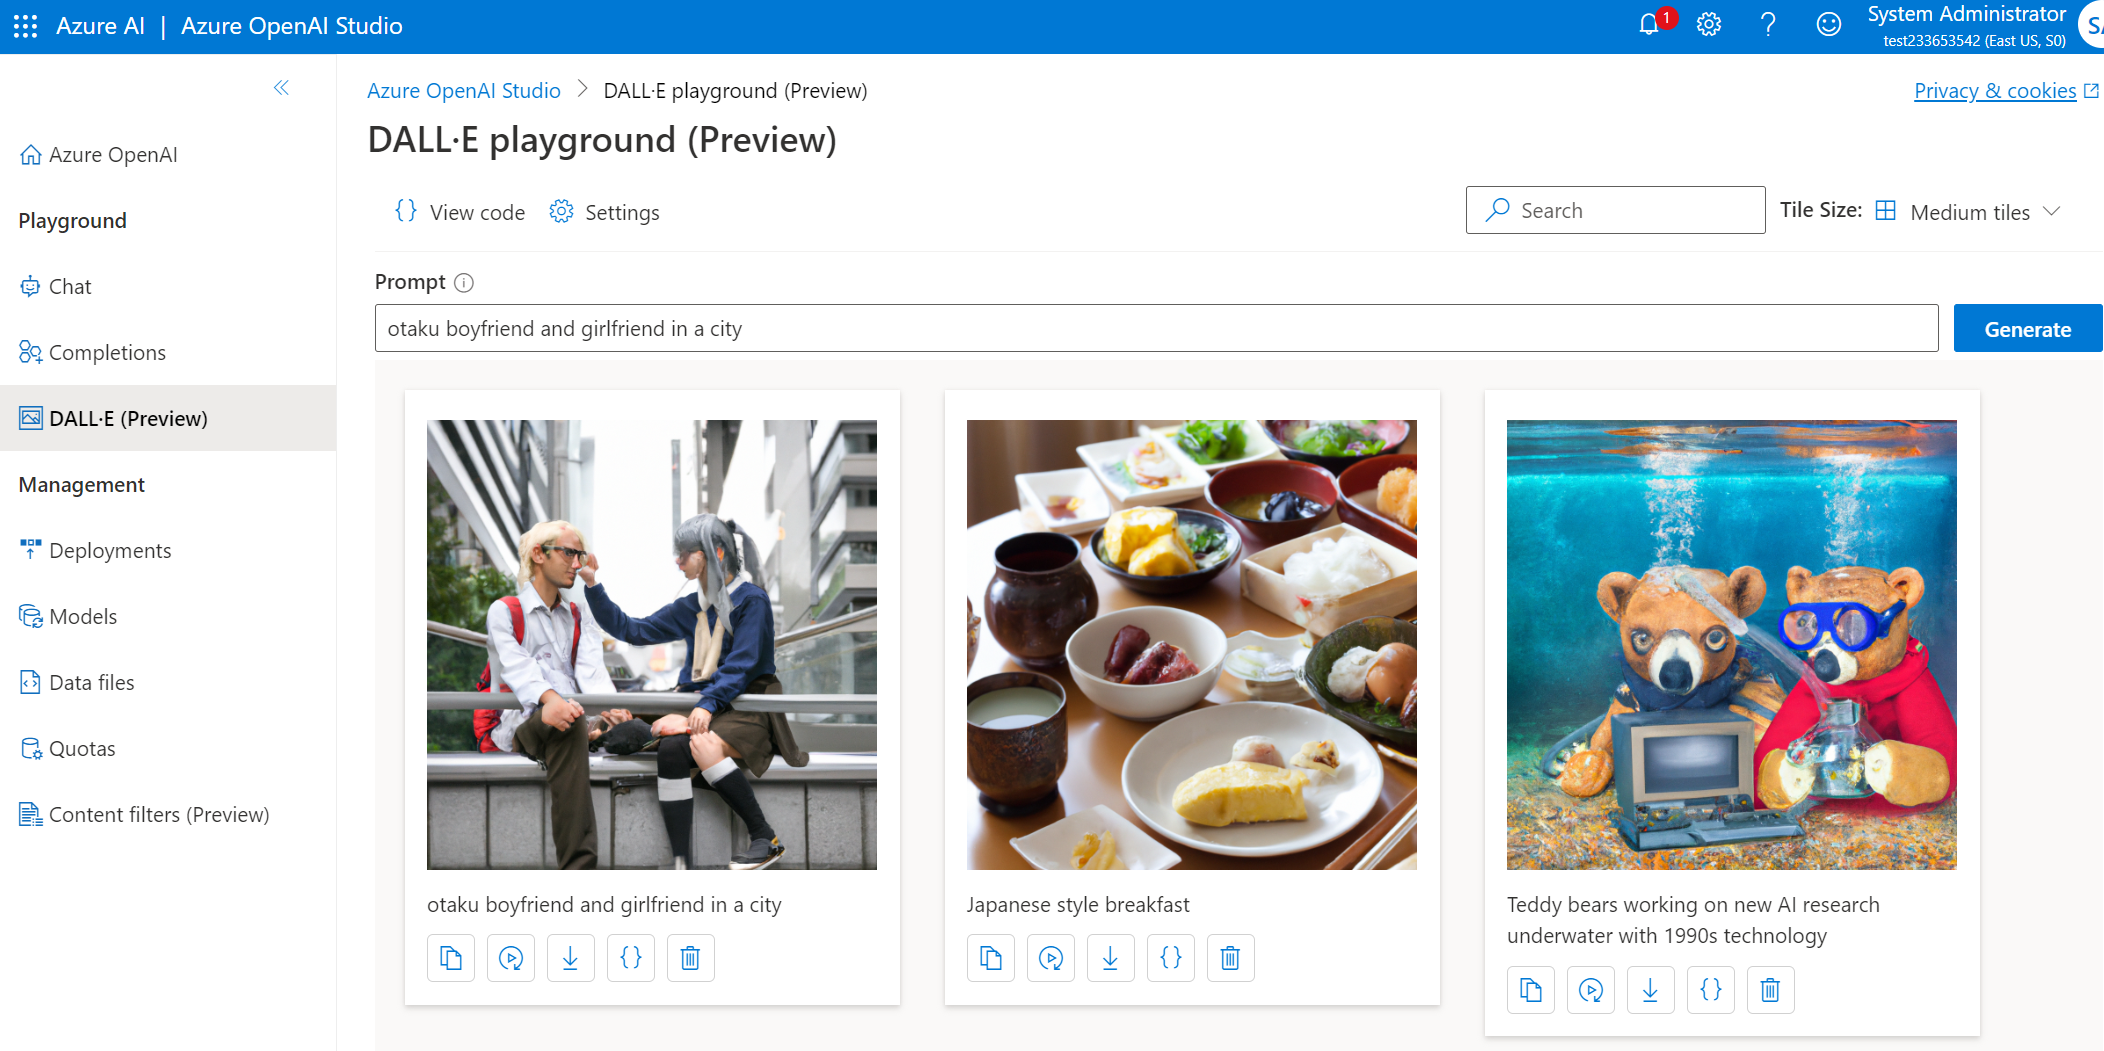 Azure AI | Azure OpenAI Studio
1
System Administrator
test233653542 (East US, S0)
Azure OpenAI Studio > DALL·E playground (Preview)
Privacy & cookies
DALL·E playground (Preview)
View code
Settings
Search
Tile Size:
Medium tiles
Azure OpenAI
Playground
Chat
Completions
DALL·E (Preview)
Management
Deployments
Models
Data files
Quotas
Content filters (Preview)
Prompt
otaku boyfriend and girlfriend in a city
Generate
otaku boyfriend and girlfriend in a city
Japanese style breakfast
Teddy bears working on new AI research
underwater with 1990s technology